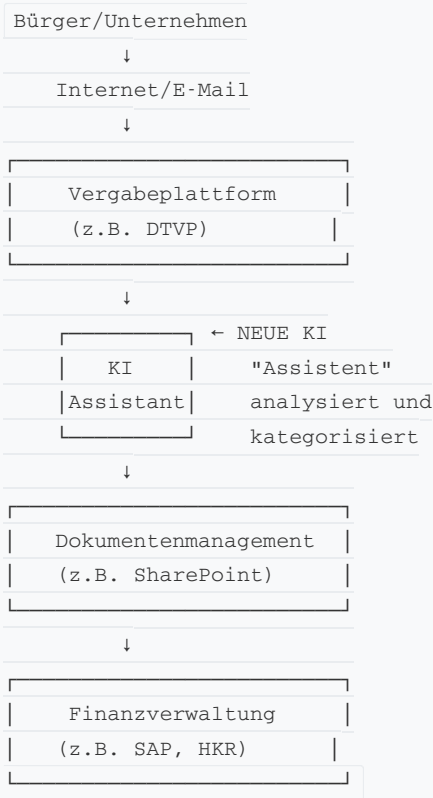 Bürger/Unternehmen
↓
Internet/E-Mail
↓
Vergabeplattform
(z.B. DTVP)
↓
← NEUE KI
KI "Assistent"
Assistant analysiert und
kategorisiert
↓
Dokumentenmanagement
(z.B. SharePoint)
↓
Finanzverwaltung
(z.B. SAP, HKR)